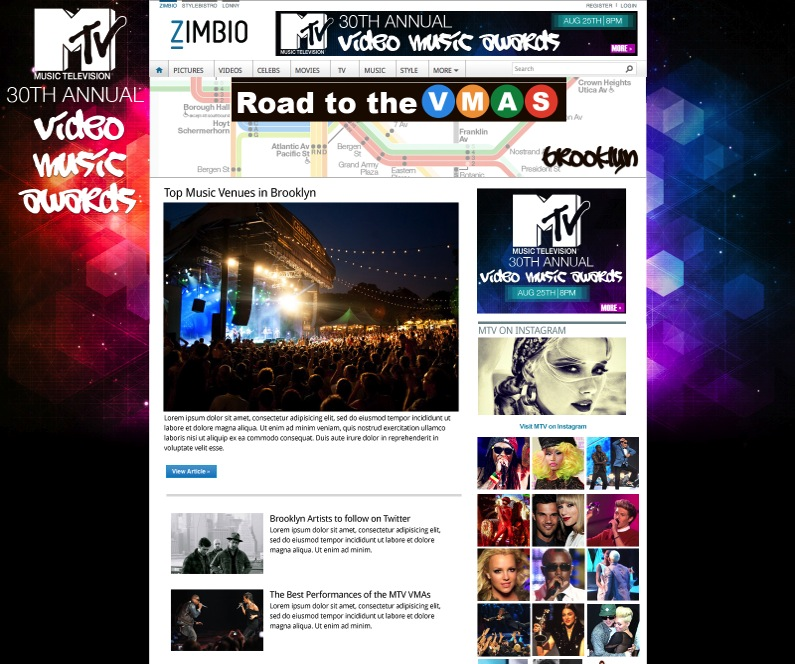 MTV
MUSIC TELEVISION
30TH ANNUAL
VIDEO
MUSIC
AWARDS
ZIMBIO STYLEBISTRO LONNY
REGISTER | LOGIN
ZIMBIO
MTV
MUSIC TELEVISION
30TH ANNUAL
VIDEO MUSIC AWARDS
AUG 25TH|8PM
MORE
PICTURES VIDEOS CELEBS MOVIES TV MUSIC STYLE MORE
Search
Road to the VMAS
Borough Hall
Hoyt
Schermerhorn
Atlantic Av
Pacific St
RND
Bergen St
Bergen
St
Grand Army
Plaza
Eastern
Franklin
Av
Botanic
Nostrand
President St
Crown Heights
Utica Av
BROOKLYN
Top Music Venues in Brooklyn
Lorem ipsum dolor sit amet, consectetur adipisicing elit, sed do eiusmod tempor incididunt ut
labore et dolore magna aliqua. Ut enim ad minim veniam, quis nostrud exercitation ullamco
laboris nisi ut aliquip ex ea commodo consequat. Duis aute irure dolor in reprehenderit in
voluptate velit esse.
View Article »
Brooklyn Artists to follow on Twitter
Lorem ipsum dolor sit amet, consectetur adipisicing elit,
sed do eiusmod tempor incididunt ut labore et dolore
magna aliqua. Ut enim ad minim.
The Best Performances of the MTV VMAs
Lorem ipsum dolor sit amet, consectetur adipisicing elit,
sed do eiusmod tempor incididunt ut labore et dolore
magna aliqua. Ut enim ad minim.
MTV
MUSIC TELEVISION
30TH ANNUAL
VIDEO MUSIC AWARDS
AUG 25TH|8PM
MORE
MTV ON INSTAGRAM
Visit MTV on Instagram